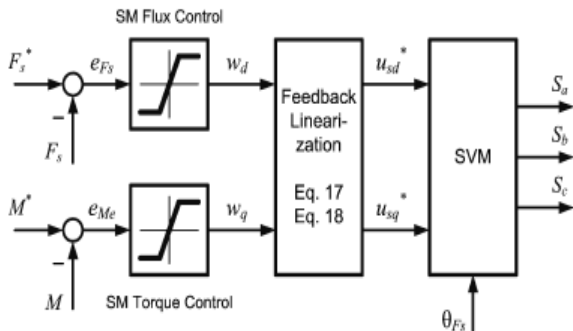 SM Flux Control
Fs*
eFs
wd
usd*
Fs
Feedback
Lineari-
zation
Eq. 17
Eq. 18
SVM
Sa
Sb
Sc
M*
eMe
wq
usq*
M
SM Torque Control
θFs